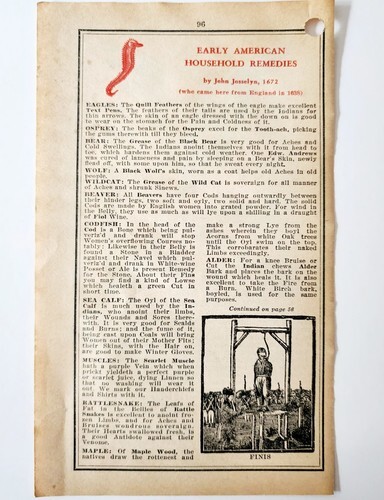 96
EARLY AMERICAN
HOUSEHOLD REMEDIES
by John Josselyn, 1672
(who came here from England in 1638)
EAGLES: The Quill Feathers of the wings of the eagle make excellent
Text Pens. The feathers of their tails are used by the Indians for
thin arrows. The skin of an eagle dressed with the down on is good
to wear on the stomach for the Pain and Coldness of it.
OSPREY: The beaks of the Osprey excel for the Tooth-ach, picking
the gums therewith till they bleed.
BEAR: The Grease of the Black Bear is very good for Aches and
Cold Swellings. The Indians anoint themselves with it from head to
toe, which hardens them against cold wether. One Edw. Andrews
was cured of lameness and pain by sleeping on a Bear's Skin, newly
flead off, with some upon him, so that he sweat every night.
WOLF: A Black Wolf's skin, worn as a coat helps old Aches in old
people.
WILDCAT: The Grease of the Wild Cat is soveraign for all manner
of Aches and shrunk Sinews.
BEAVER: All Beavers have four Cods hanging outwardly between
their hinder legs, two soft and ogly, two solid and hard. The solid
Cods are made by English women into grated powder. For wind in
the Belly, they use as much as will lye upon a shilling in a draught
of Fiol Wine.
CODFISH: In the head of the
Cod is a Bone which being pul-
veriz'd and drank will stop
Women's overflowing Courses no-
tably; Likewise in their Belly is
found a Stone in a Bladder
against their Navel which pul-
veriz'd and drank in White-wine
Posset or Ale is present Remedy
for the Stone. About their Fins
you may find a kind of Lowse
which healeth a green Cut in
short time.
SEA CALF: The Oyl of the Sea
Calf is much used by the In-
dians, who anoint their limbs,
their Wounds and Sores there-
with. It is very good for Scalds
and Burns; and the fume of it,
being cast upon Coals will bring
Women out of their Mother Fits;
their Skins, with the Hair on,
are good to make Winter Gloves.
MUSCLES: The Scarlet Muscle
hath a purple Vein which when
prickt yieldeth a perfect purple
or scarlet juice, dying Linnen so
that no washing will wear it
out. We mark our Handerchiefs
and Shirts with it.
RATTLESNAKE: The Leafs of
Fat in the Bellies of Rattle
Snakes is excellent to anoint fro-
zen Limbs, and for Aches and
Bruises wondrous soveraign.
Their Hearts swallowed fresh, is
a good Antidote against their
Venome.
MAPLE: Of Maple Wood, the
natives draw the rottenest and
make a strong Lye from the
ashes wherein they boyl the
Acorns from white Oak trees
until the Oyl swim on the top.
This corroborates their naked
Limbs exceedingly.
ALDER: For a knee Bruise or
Cut the Indian chews Alder
Bark and places the bark on the
wound which heals it. It is also
excellent to take the Fire from
a Burn. White Birch bark,
boyled, is used for the same
purposes.
Continued on page 38
FINIS